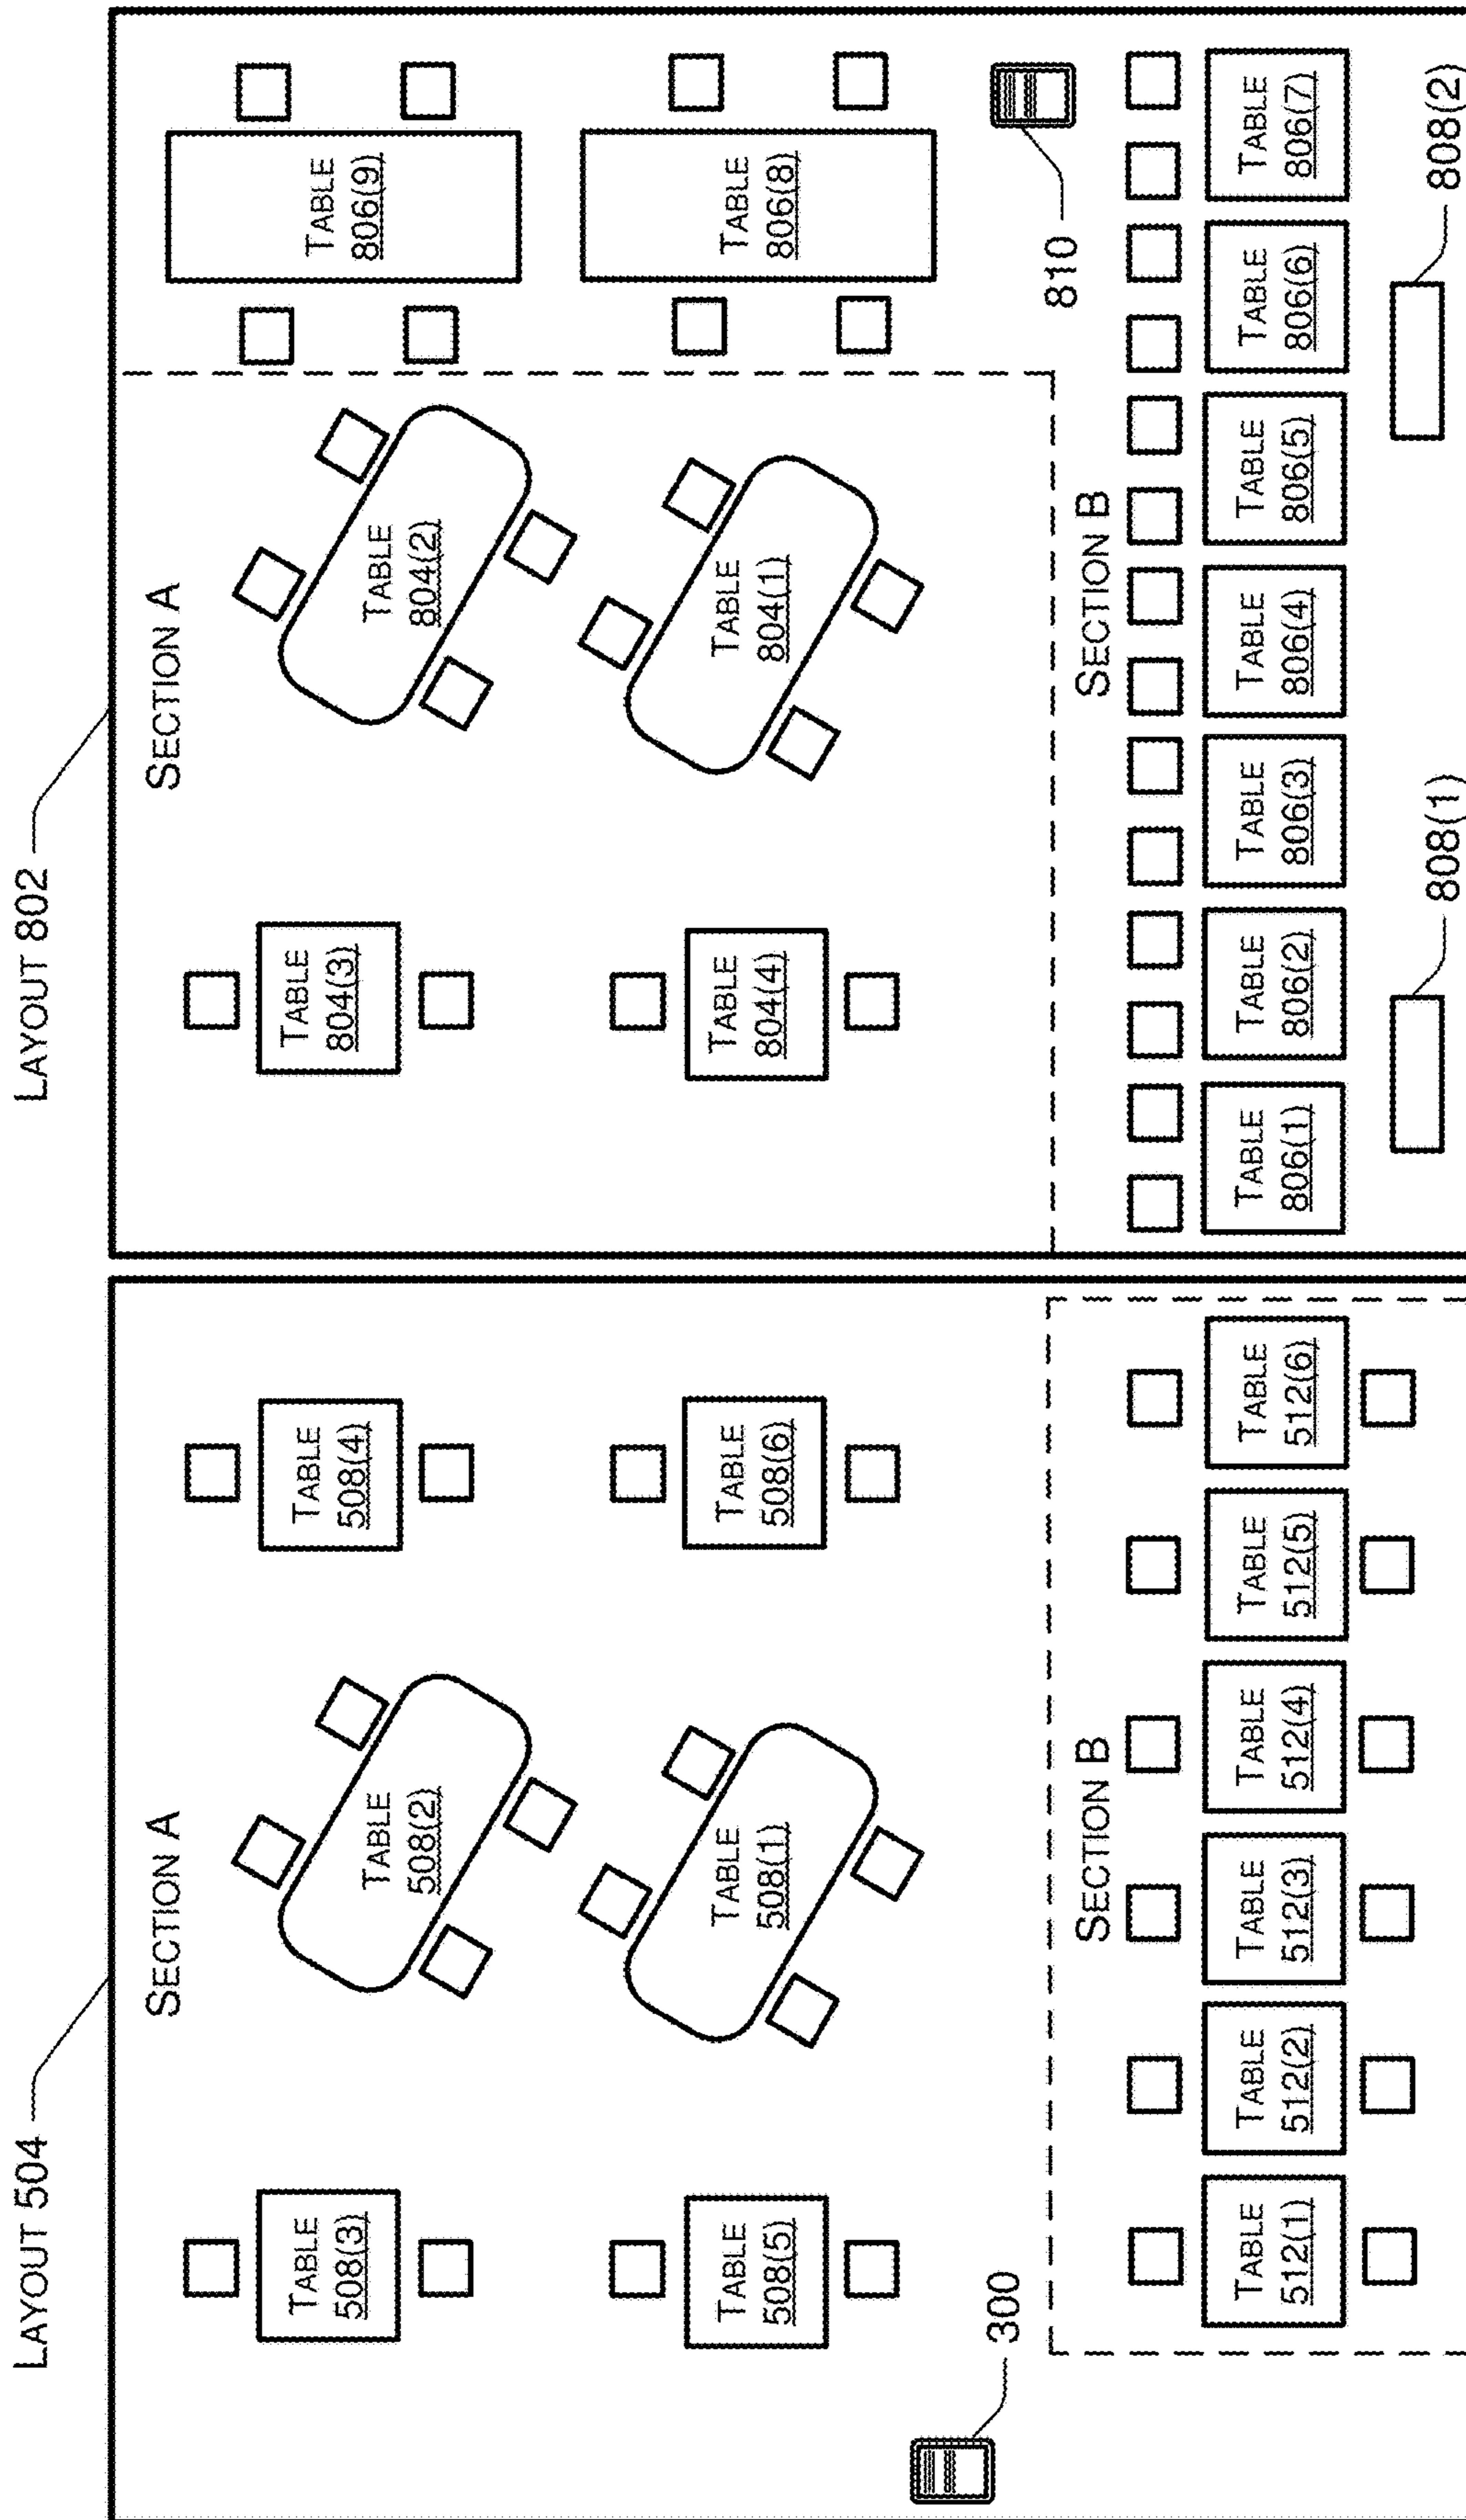 LAYOUT 504
SECTION A
TABLE
508(3)
TABLE
508(2)
TABLE
508(4)
TABLE
508(5)
TABLE
508(1)
TABLE
508(6)
300
SECTION B
TABLE
512(1)
TABLE
512(2)
TABLE
512(3)
TABLE
512(4)
TABLE
512(5)
TABLE
512(6)
LAYOUT 802
SECTION A
TABLE
804(3)
TABLE
804(2)
TABLE
806(9)
TABLE
804(4)
TABLE
804(1)
TABLE
806(8)
810
SECTION B
TABLE
806(1)
TABLE
806(2)
TABLE
806(3)
TABLE
806(4)
TABLE
806(5)
TABLE
806(6)
TABLE
806(7)
808(1)
808(2)